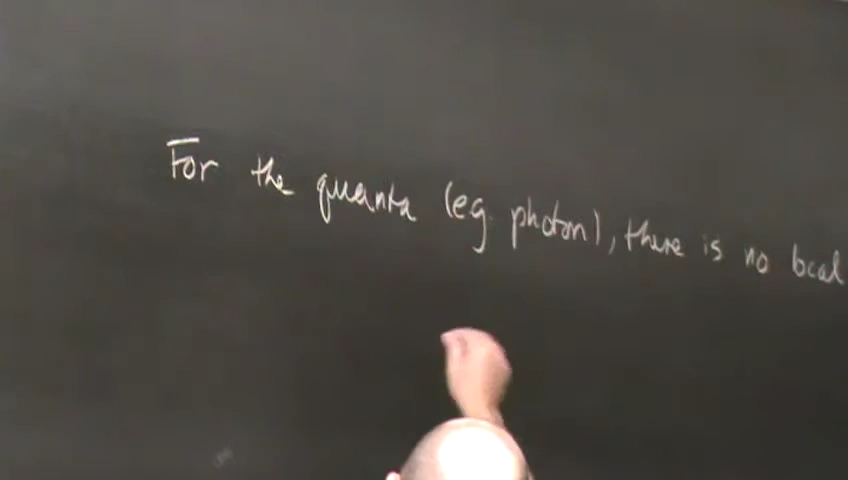 For the quanta (eg. photon), there is no local